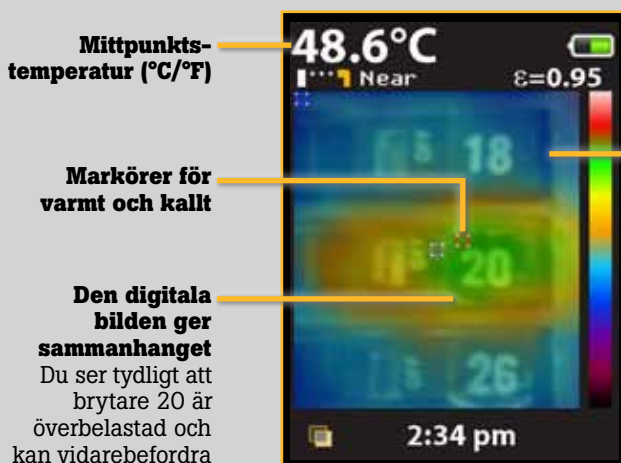 Mittpunkts-
temperatur (°C/°F)
Markörer för
varmt och kallt
Den digitala
bilden ger
sammanhanget
Du ser tydligt att
brytare 20 är
överbelastad och
kan vidarebefordra
48.6°C
Near
ε=0.95
18
20
26
2:34 pm